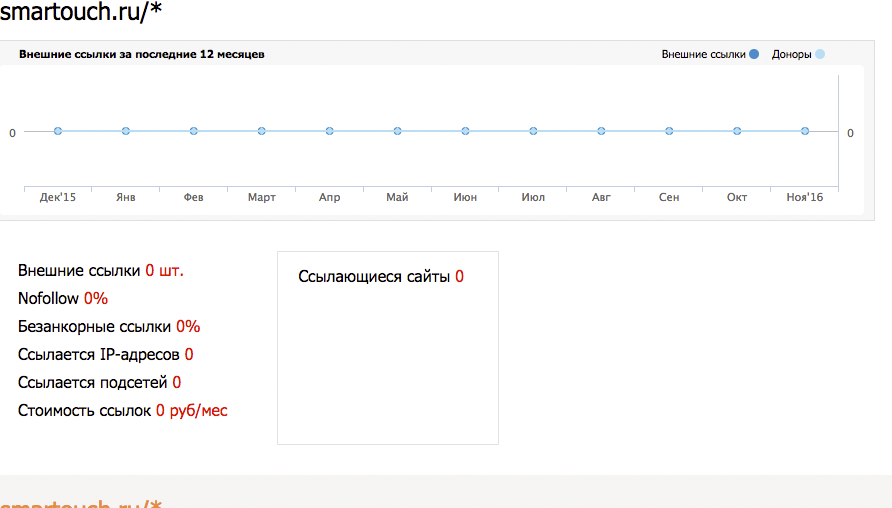 smartouch.ru/*
Внешние ссылки за последние 12 месяцев
Внешние ссылки Доноры
0 0
Дек'15 Янв Фев Март Апр Май Июн Июл Авг Сен Окт Ноя'16
Внешние ссылки 0 шт.
Nofollow 0%
Безанкорные ссылки 0%
Ссылается IP-адресов 0
Ссылается подсетей 0
Стоимость ссылок 0 руб/мес
Ссылающиеся сайты 0
smartouch.ru/*